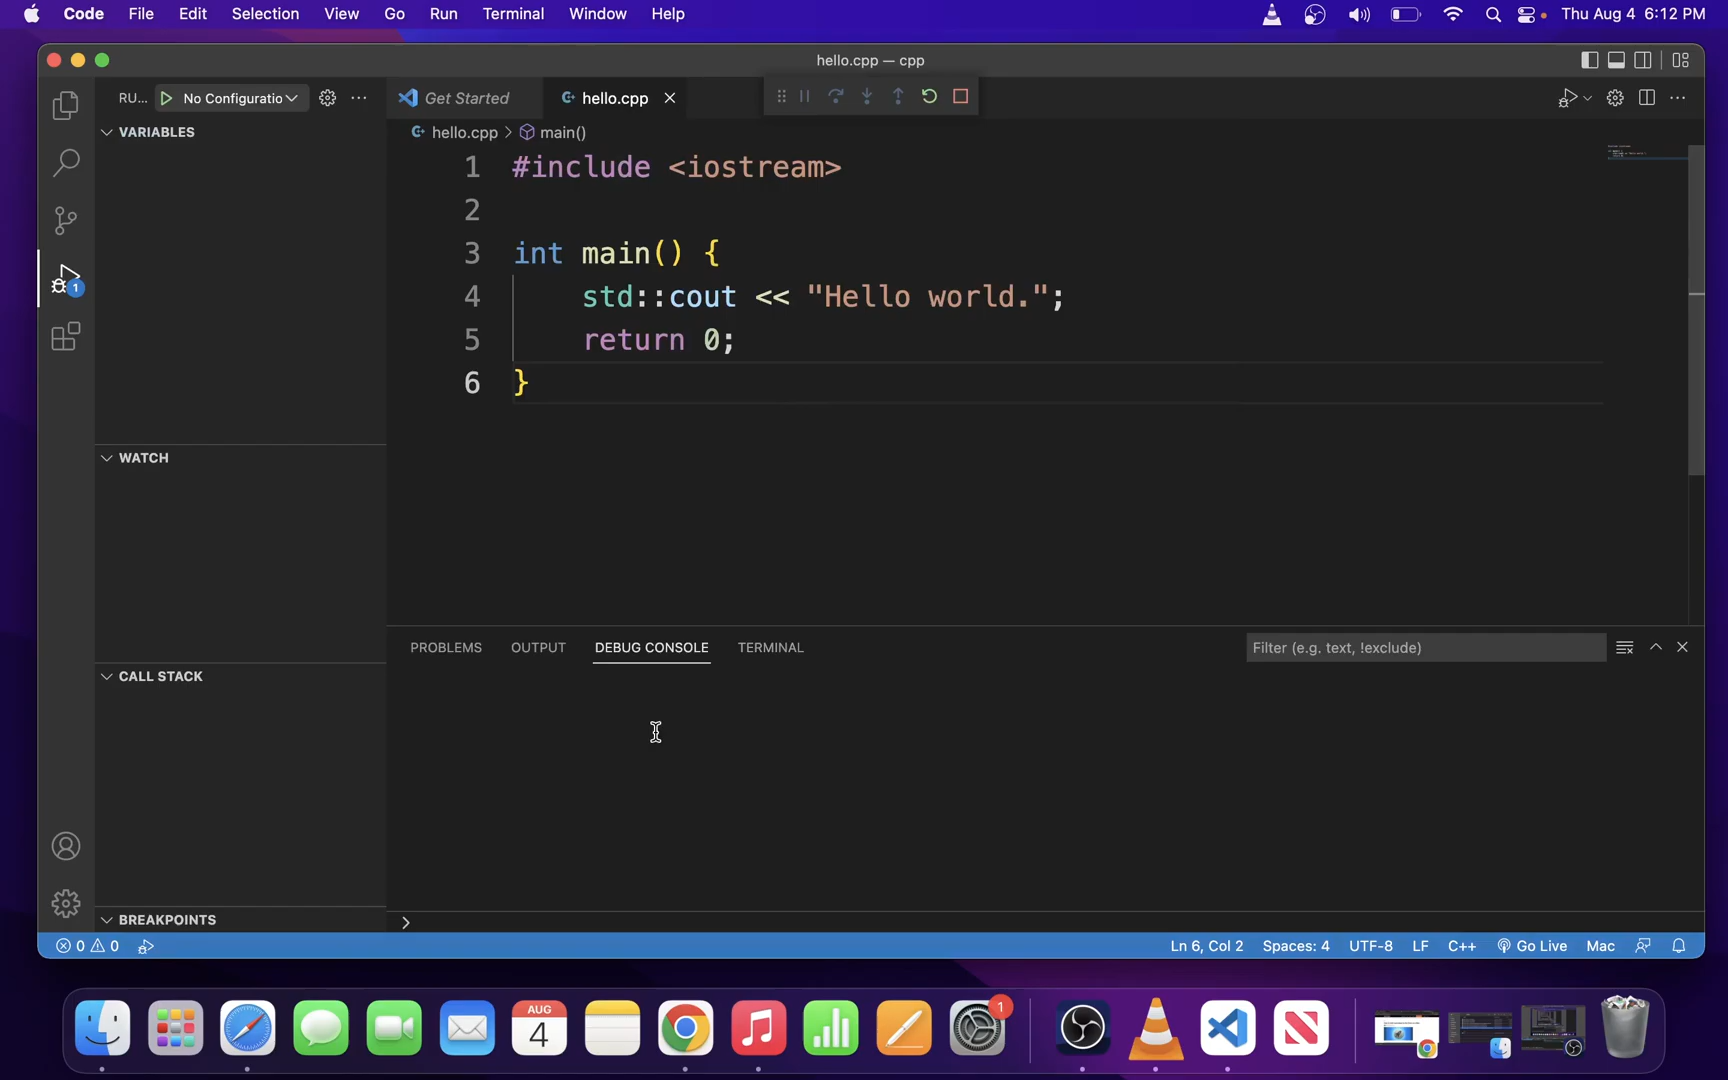 Code File Edit Selection View Go Run Terminal Window Help Thu Aug 4 6:12 PM
hello.cpp — cpp
RU... No Configuratio Get Started hello.cpp
VARIABLES
hello.cpp > main()
1 #include <iostream>
2
3 int main() {
4 std::cout << "Hello world.";
5 return 0;
6 }
1
WATCH
PROBLEMS OUTPUT DEBUG CONSOLE TERMINAL Filter (e.g. text, !exclude)
CALL STACK
BREAKPOINTS
>
0 0 Ln 6, Col 2 Spaces: 4 UTF-8 LF C++ Go Live Mac
AUG
4
1